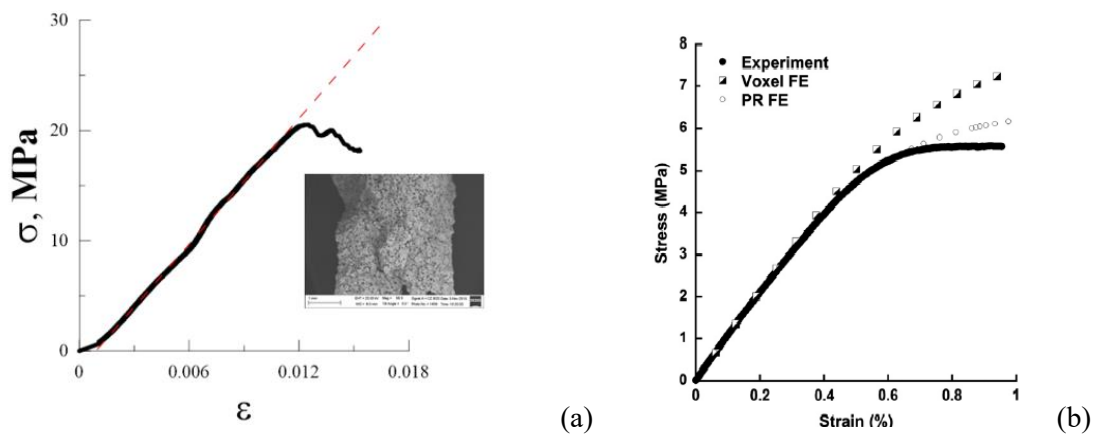 30
20
10
0
σ, MPa
0
0.006
0.012
0.018
ε
(a)
8
7
6
5
4
3
2
1
0
Stress (MPa)
Experiment
Voxel FE
PR FE
0
0.2
0.4
0.6
0.8
1
Strain (%)
(b)